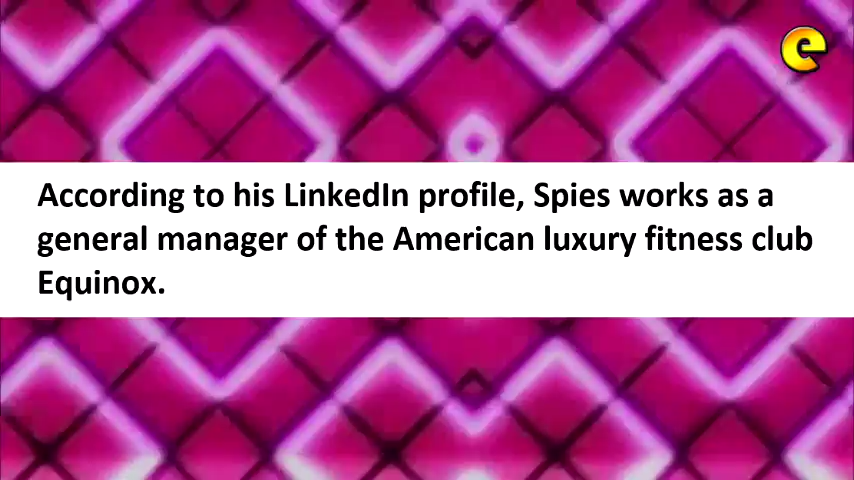 e
According to his LinkedIn profile, Spies works as a
general manager of the American luxury fitness club
Equinox.